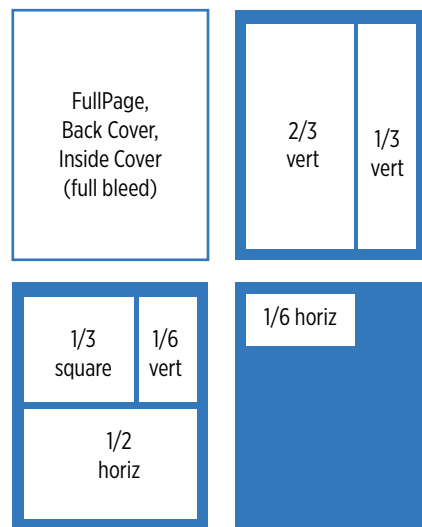 FullPage,
Back Cover,
Inside Cover
(full bleed)
2/3
vert
1/3
vert
1/3
square
1/6
vert
1/2
horiz
1/6 horiz